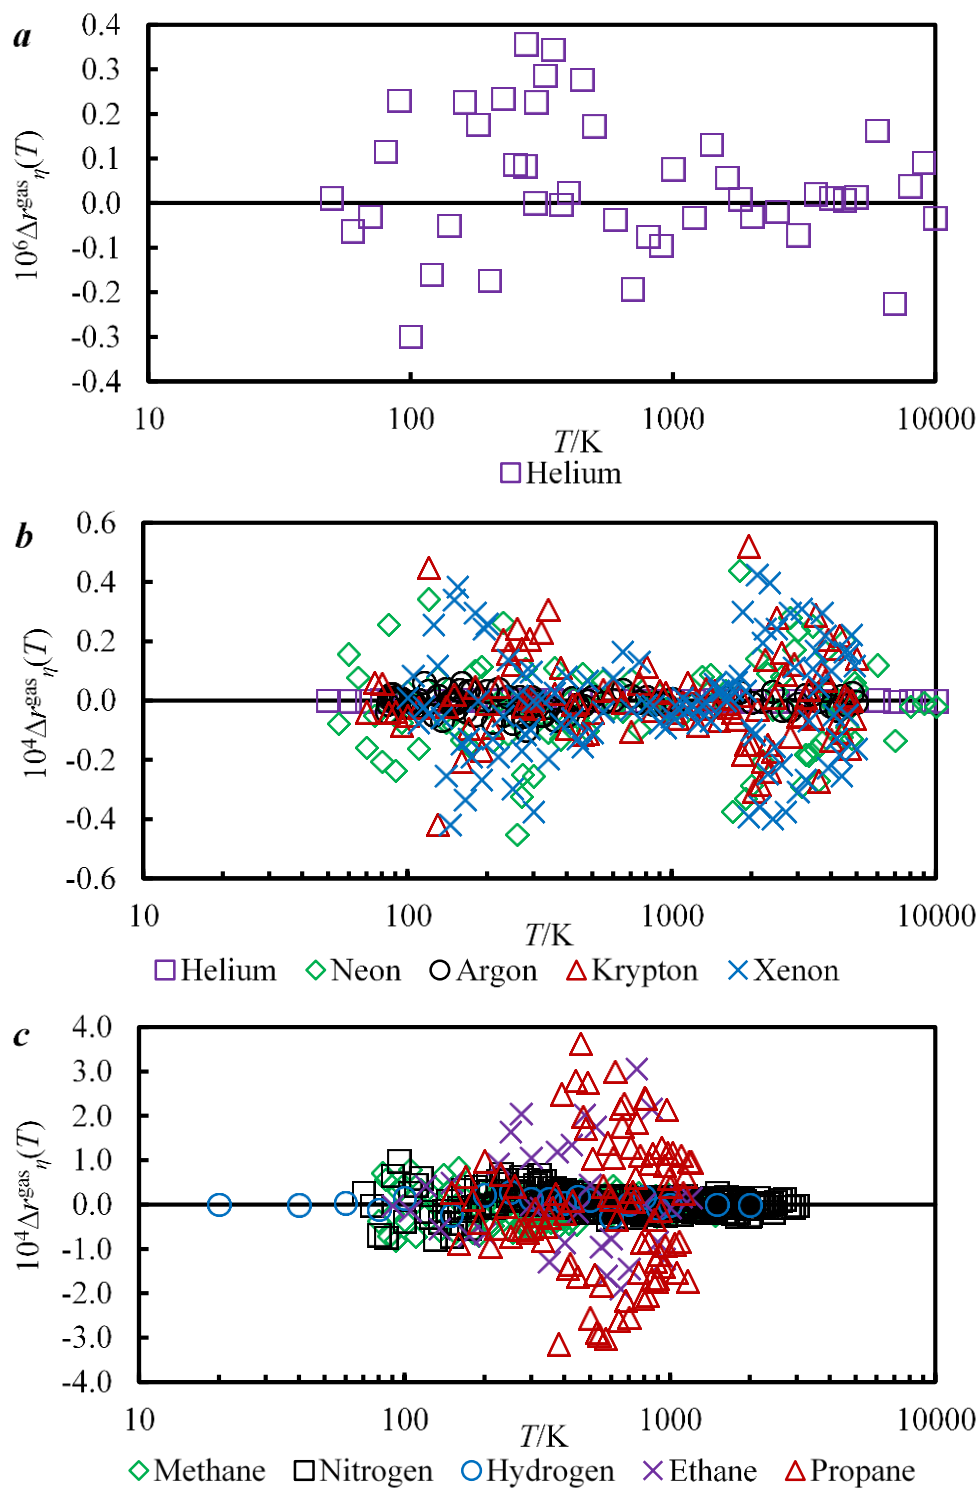 a
10⁶Δr^gas_η(T)
0.4
0.3
0.2
0.1
0.0
-0.1
-0.2
-0.3
-0.4
10 100 1000 10000
T/K
Helium
b
10⁴Δr^gas_η(T)
0.6
0.4
0.2
0.0
-0.2
-0.4
-0.6
10 100 1000 10000
T/K
Helium Neon Argon Krypton Xenon
c
10⁴Δr^gas_η(T)
4.0
3.0
2.0
1.0
0.0
-1.0
-2.0
-3.0
-4.0
10 100 1000 10000
T/K
Methane Nitrogen Hydrogen Ethane Propane